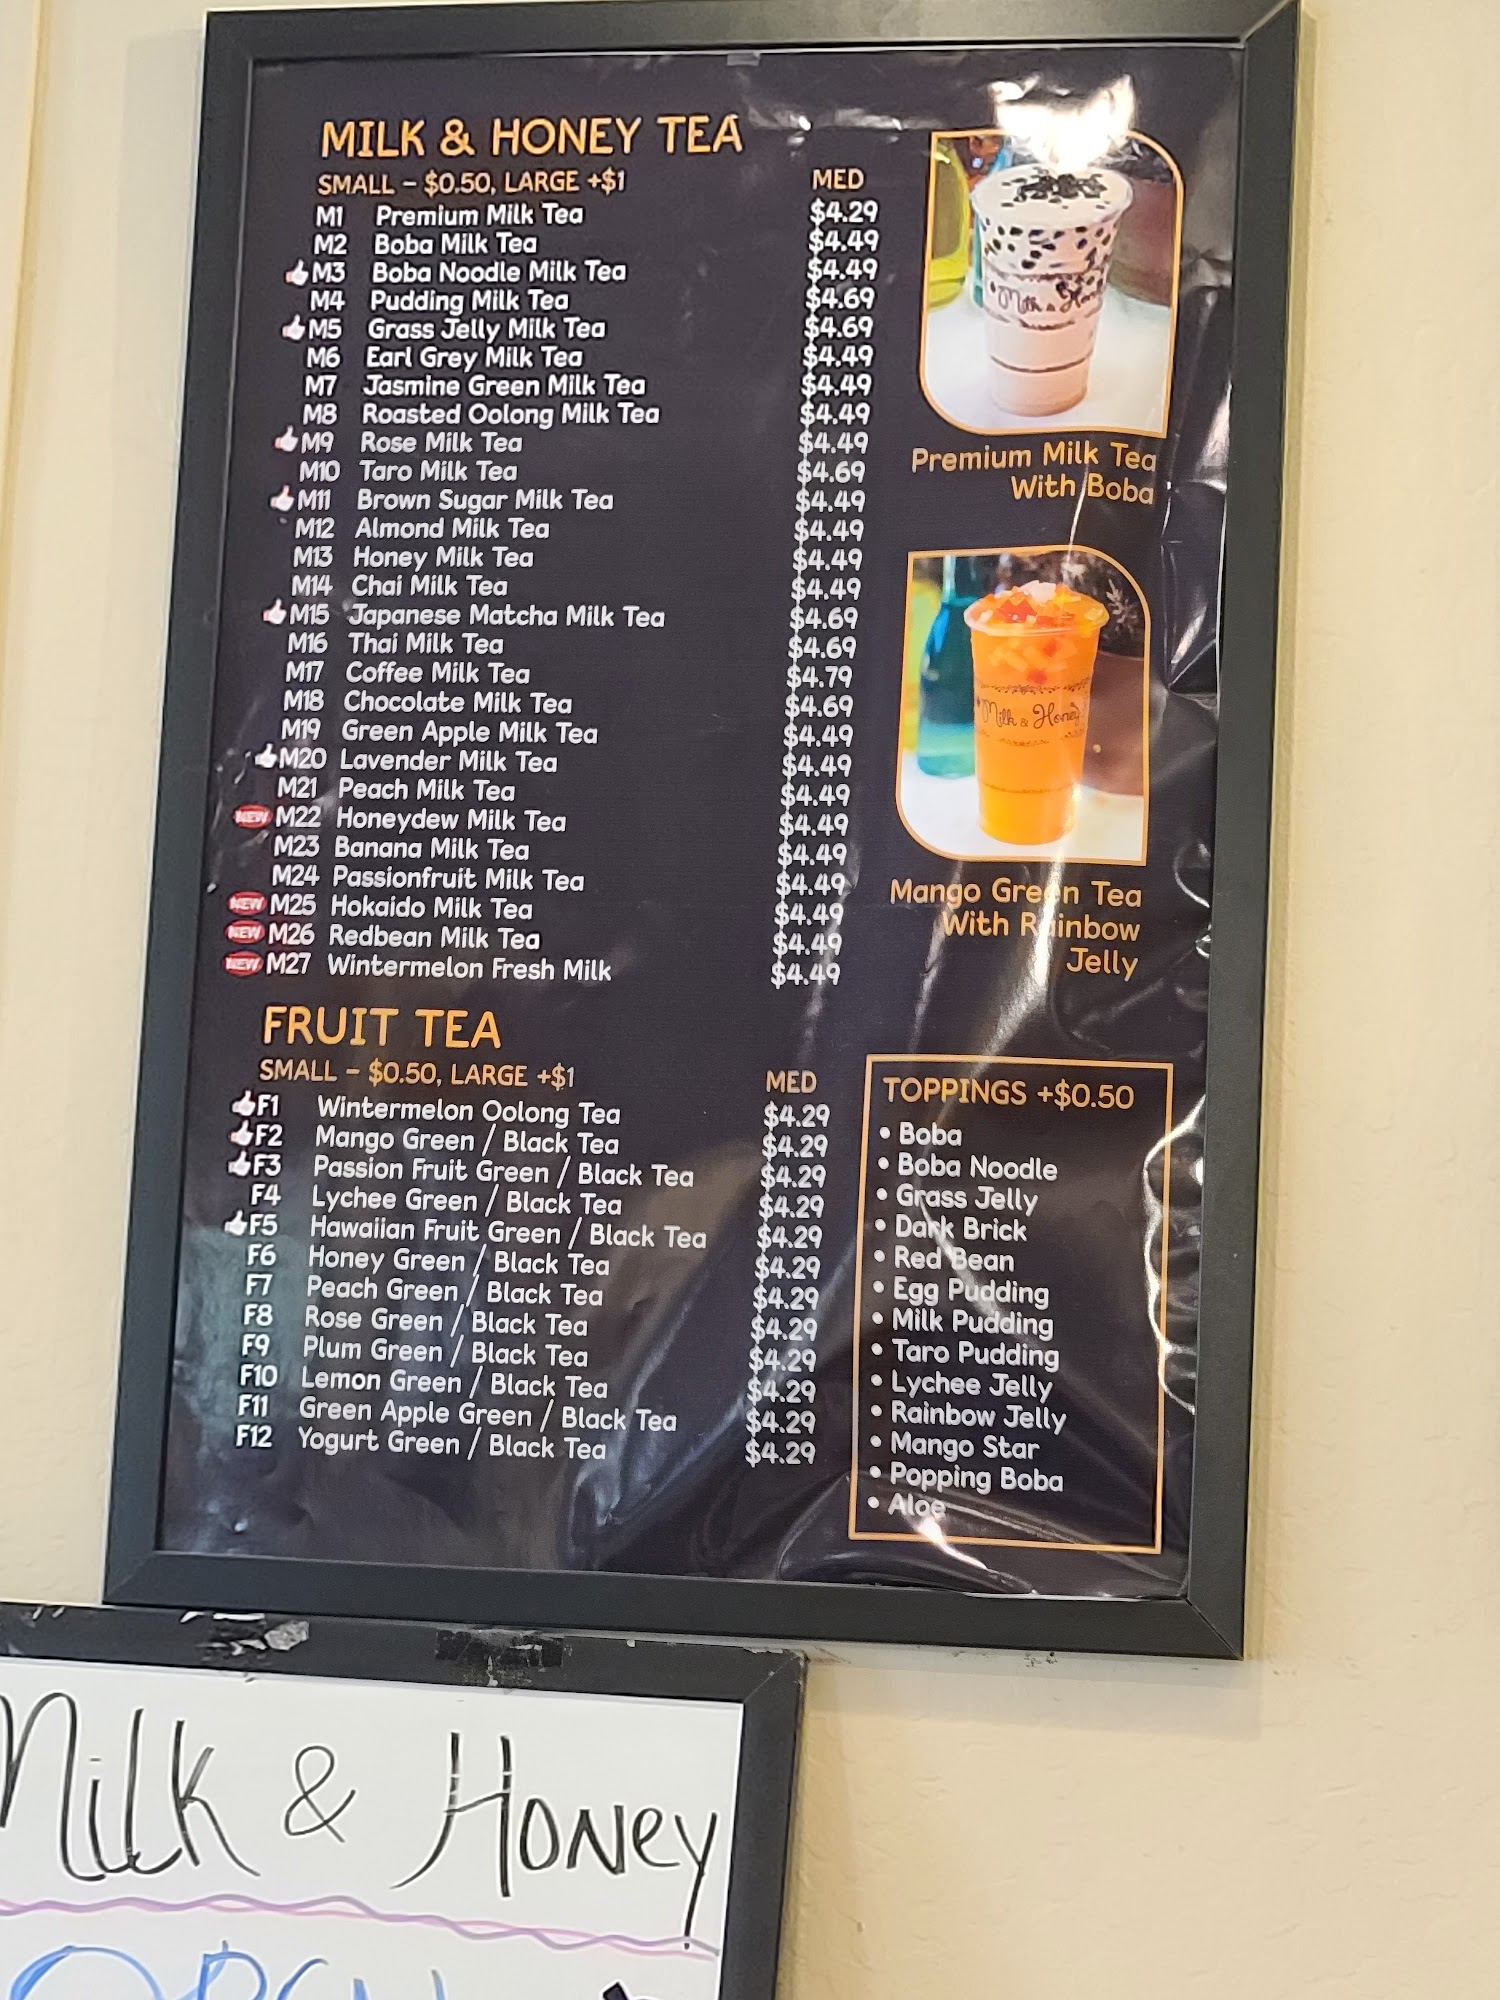 MILK & HONEY TEA
SMALL - $0.50, LARGE +$1 MED
M1 Premium Milk Tea $4.29
M2 Boba Milk Tea $4.49
M3 Boba Noodle Milk Tea $4.49
M4 Pudding Milk Tea $4.69
M5 Grass Jelly Milk Tea $4.69
M6 Earl Grey Milk Tea $4.49
M7 Jasmine Green Milk Tea $4.49
M8 Roasted Oolong Milk Tea $4.49
M9 Rose Milk Tea $4.49
M10 Taro Milk Tea $4.69
M11 Brown Sugar Milk Tea $4.49
M12 Almond Milk Tea $4.49
M13 Honey Milk Tea $4.49
M14 Chai Milk Tea $4.49
M15 Japanese Matcha Milk Tea $4.69
M16 Thai Milk Tea $4.69
M17 Coffee Milk Tea $4.79
M18 Chocolate Milk Tea $4.69
M19 Green Apple Milk Tea $4.49
M20 Lavender Milk Tea $4.49
M21 Peach Milk Tea $4.49
NEW M22 Honeydew Milk Tea $4.49
M23 Banana Milk Tea $4.49
M24 Passionfruit Milk Tea $4.49
NEW M25 Hokaido Milk Tea $4.49
NEW M26 Redbean Milk Tea $4.49
NEW M27 Wintermelon Fresh Milk $4.49
Milk & Honey
Premium Milk Tea
With Boba
Milk & Honey
Mango Green Tea
With Rainbow
Jelly
FRUIT TEA
SMALL - $0.50, LARGE +$1 MED
F1 Wintermelon Oolong Tea $4.29
F2 Mango Green / Black Tea $4.29
F3 Passion Fruit Green / Black Tea $4.29
F4 Lychee Green / Black Tea $4.29
F5 Hawaiian Fruit Green / Black Tea $4.29
F6 Honey Green / Black Tea $4.29
F7 Peach Green / Black Tea $4.29
F8 Rose Green / Black Tea $4.29
F9 Plum Green / Black Tea $4.29
F10 Lemon Green / Black Tea $4.29
F11 Green Apple Green / Black Tea $4.29
F12 Yogurt Green / Black Tea $4.29
TOPPINGS +$0.50
• Boba
• Boba Noodle
• Grass Jelly
• Dark Brick
• Red Bean
• Egg Pudding
• Milk Pudding
• Taro Pudding
• Lychee Jelly
• Rainbow Jelly
• Mango Star
• Popping Boba
• Aloe
Milk & Honey
OPEN